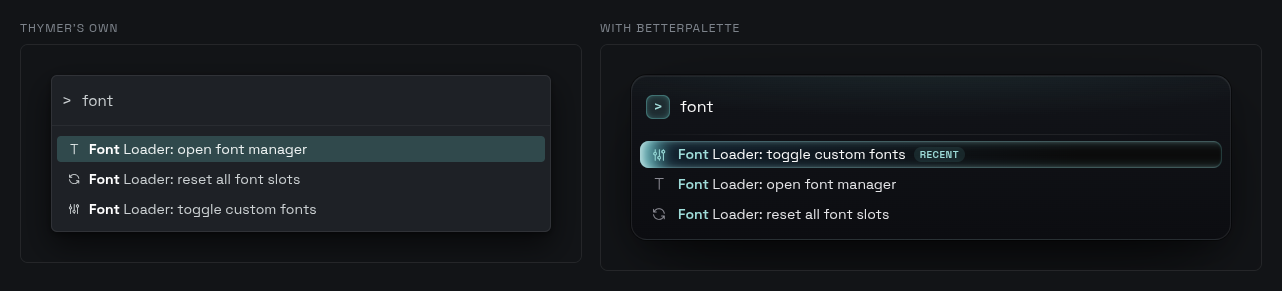 THYMER'S OWN
> font
Font Loader: open font manager
Font Loader: reset all font slots
Font Loader: toggle custom fonts
WITH BETTERPALETTE
> font
Font Loader: toggle custom fonts RECENT
Font Loader: open font manager
Font Loader: reset all font slots